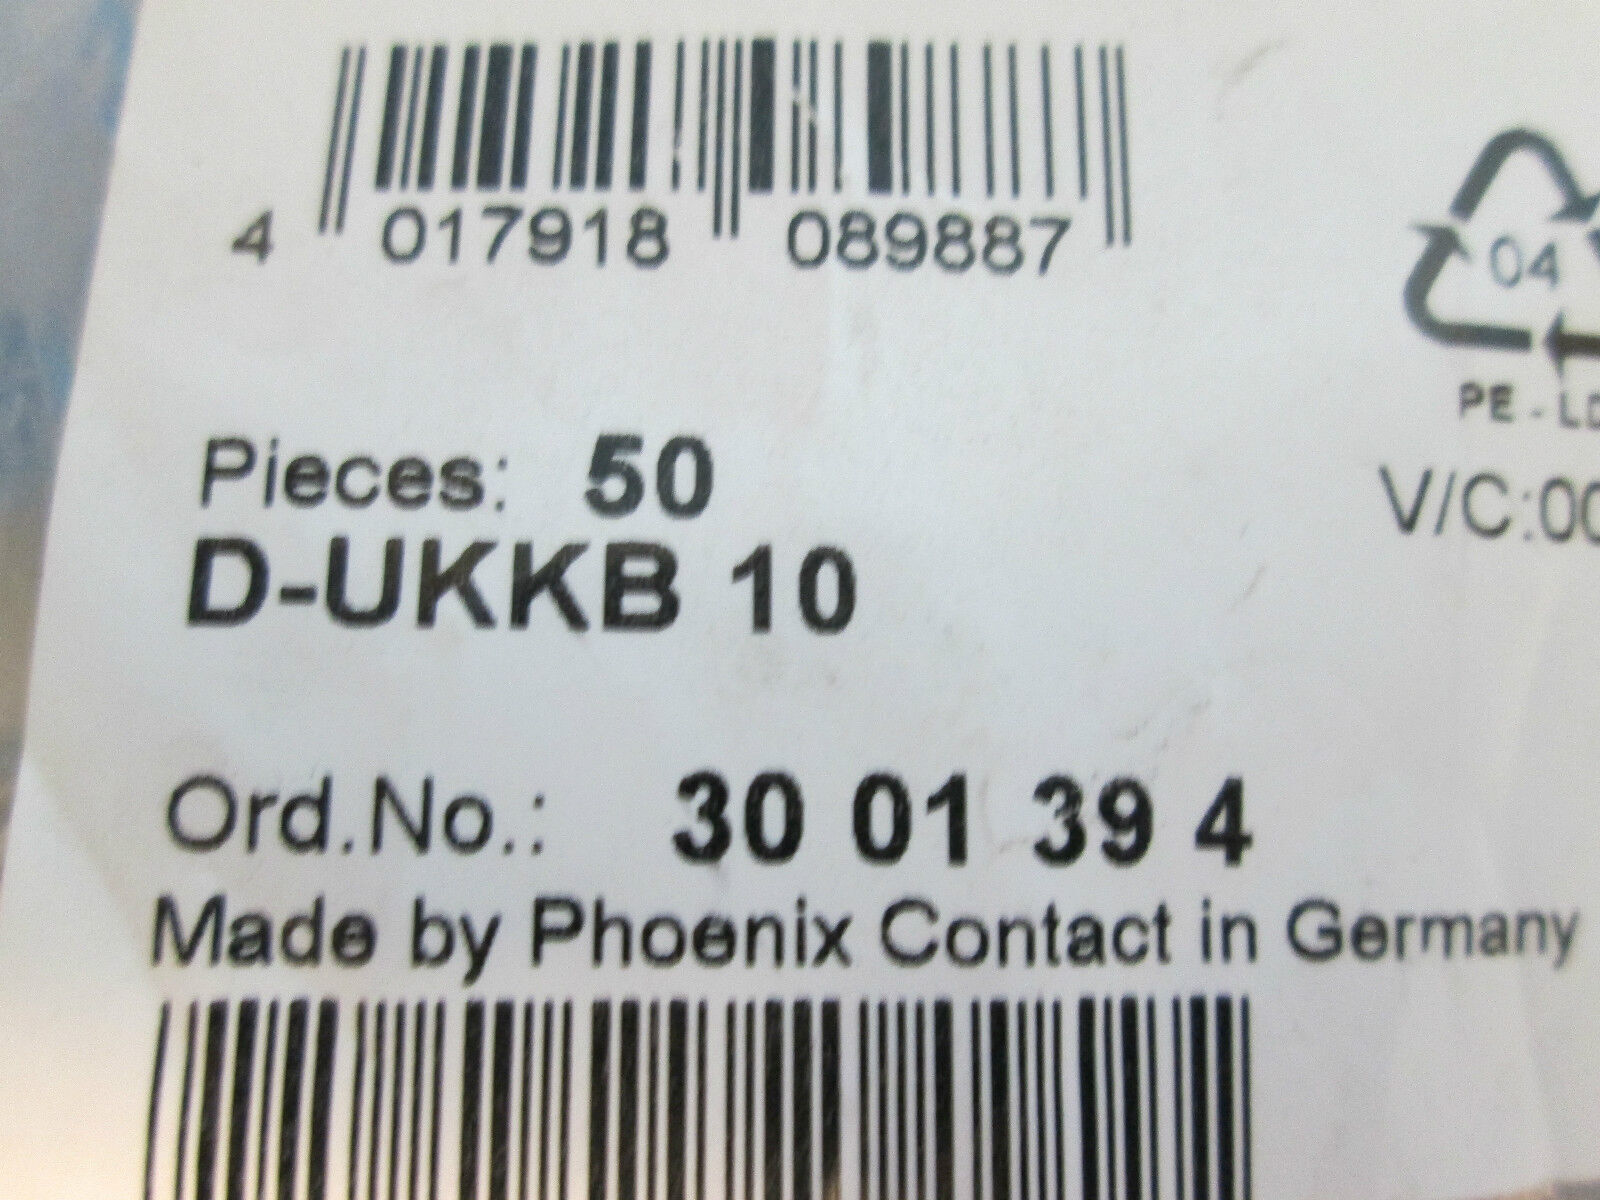 4 017918 089887
04
PE-LD
Pieces: 50
V/C:00
D-UKKB 10
Ord.No.: 30 01 39 4
Made by Phoenix Contact in Germany